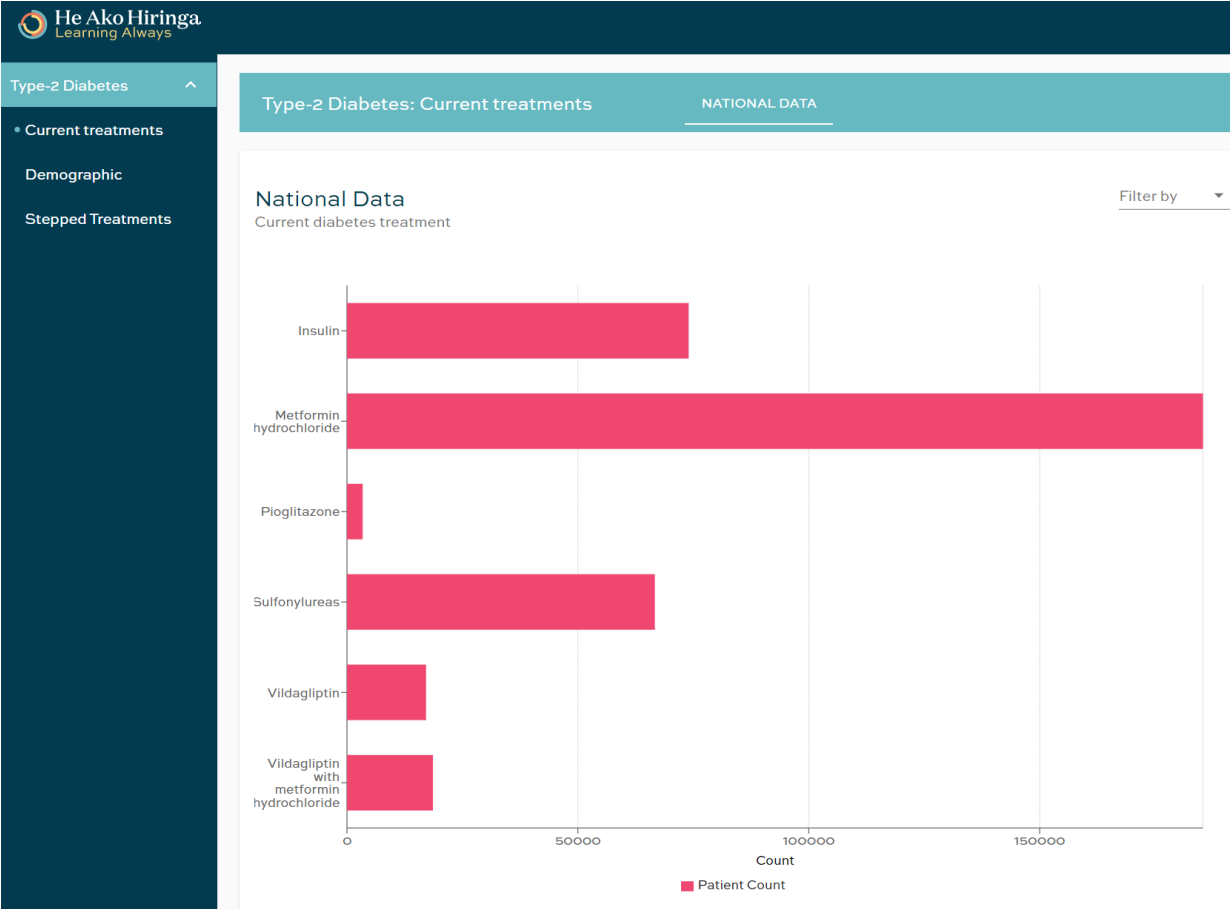 He Ako Hiringa
Learning Always
Type-2 Diabetes
Current treatments
Demographic
Stepped Treatments
Type-2 Diabetes: Current treatments
NATIONAL DATA
National Data
Current diabetes treatment
Filter by
Insulin
Metformin
hydrochloride
Pioglitazone
Sulfonylureas
Vildagliptin
Vildagliptin
with
metformin
hydrochloride
0
50000
100000
150000
Count
Patient Count